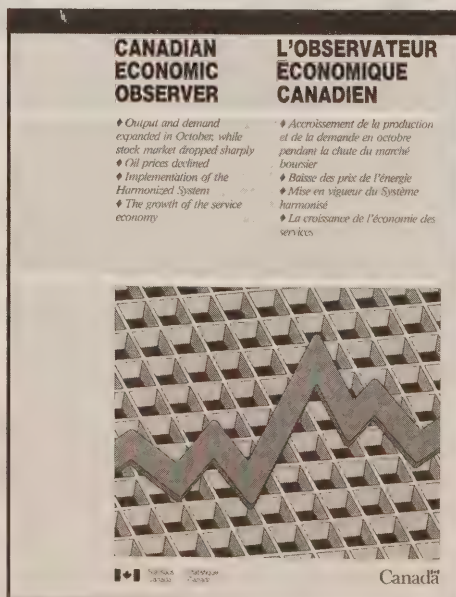 CANADIAN
ECONOMIC
OBSERVER
♦ Output and demand
expanded in October, while
stock market dropped sharply
♦ Oil prices declined
♦ Implementation of the
Harmonized System
♦ The growth of the service
economy
L'OBSERVATEUR
ÉCONOMIQUE
CANADIEN
♦ Accroissement de la production
et de la demande en octobre
pendant la chute du marché
boursier
♦ Baisse des prix de l'énergie
♦ Mise en vigueur du Système
harmonisé
♦ La croissance de l'économie des
services
Canada